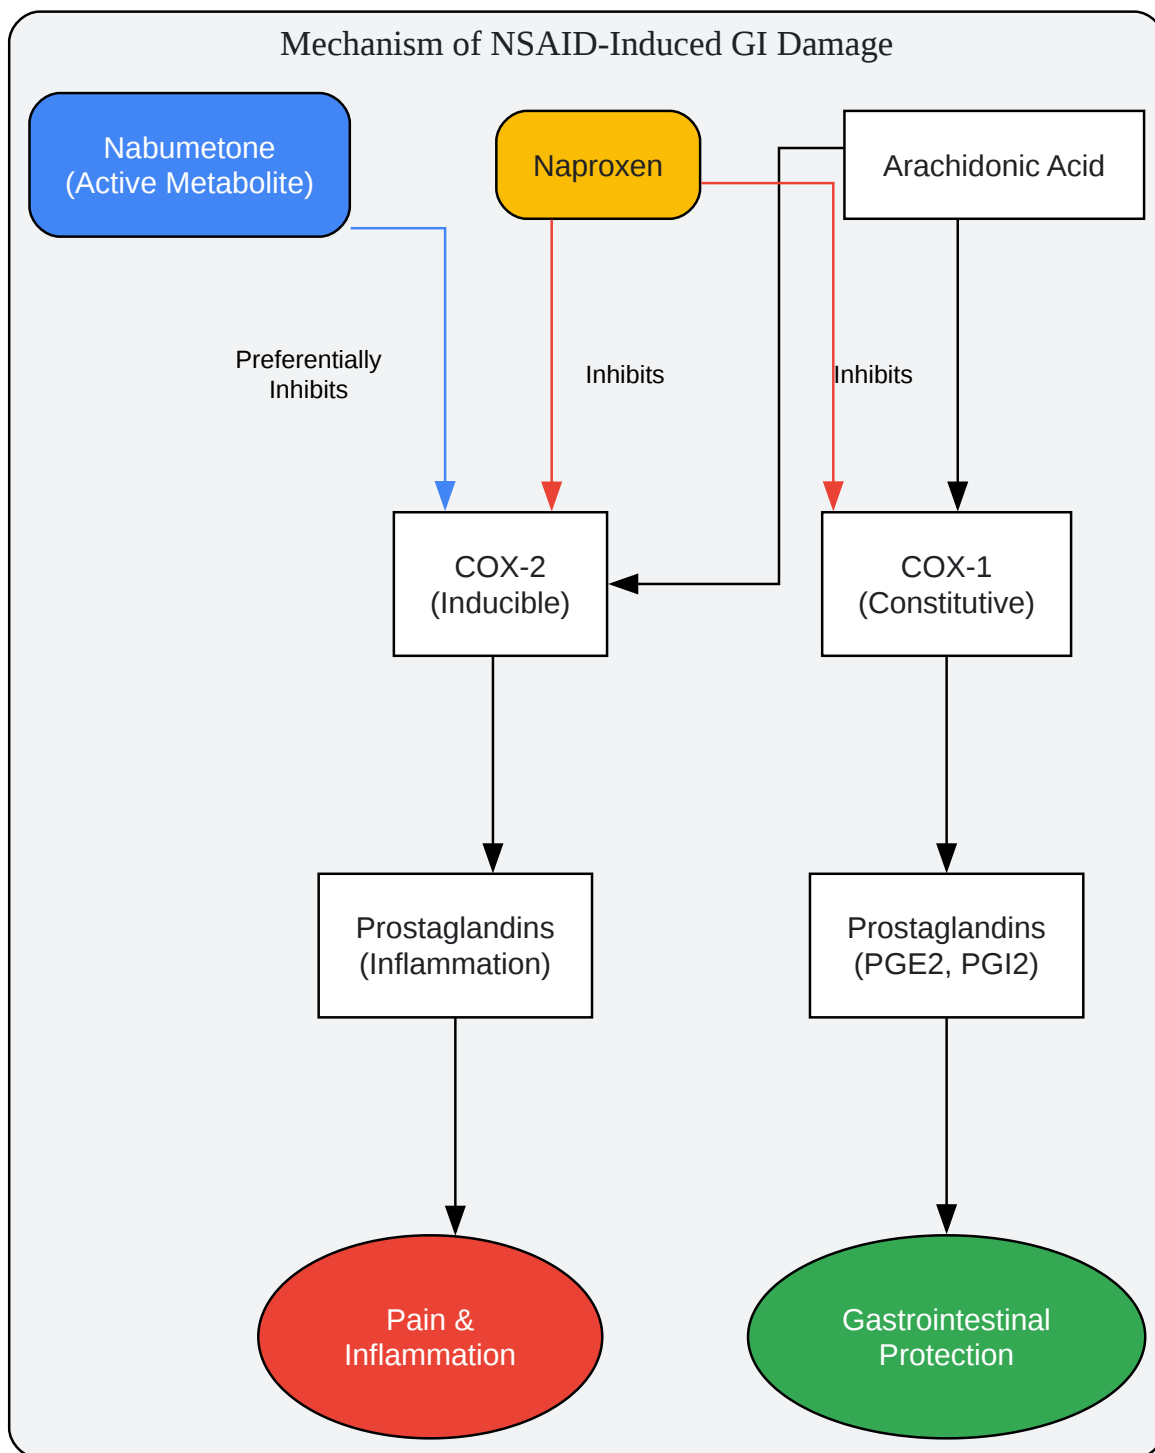 Mechanism of NSAID-Induced GI Damage
Nabumetone
(Active Metabolite)
Naproxen
Arachidonic Acid
Preferentially
Inhibits
Inhibits
Inhibits
COX-2
(Inducible)
COX-1
(Constitutive)
Prostaglandins
(Inflammation)
Prostaglandins
(PGE2, PGI2)
Pain &
Inflammation
Gastrointestinal
Protection